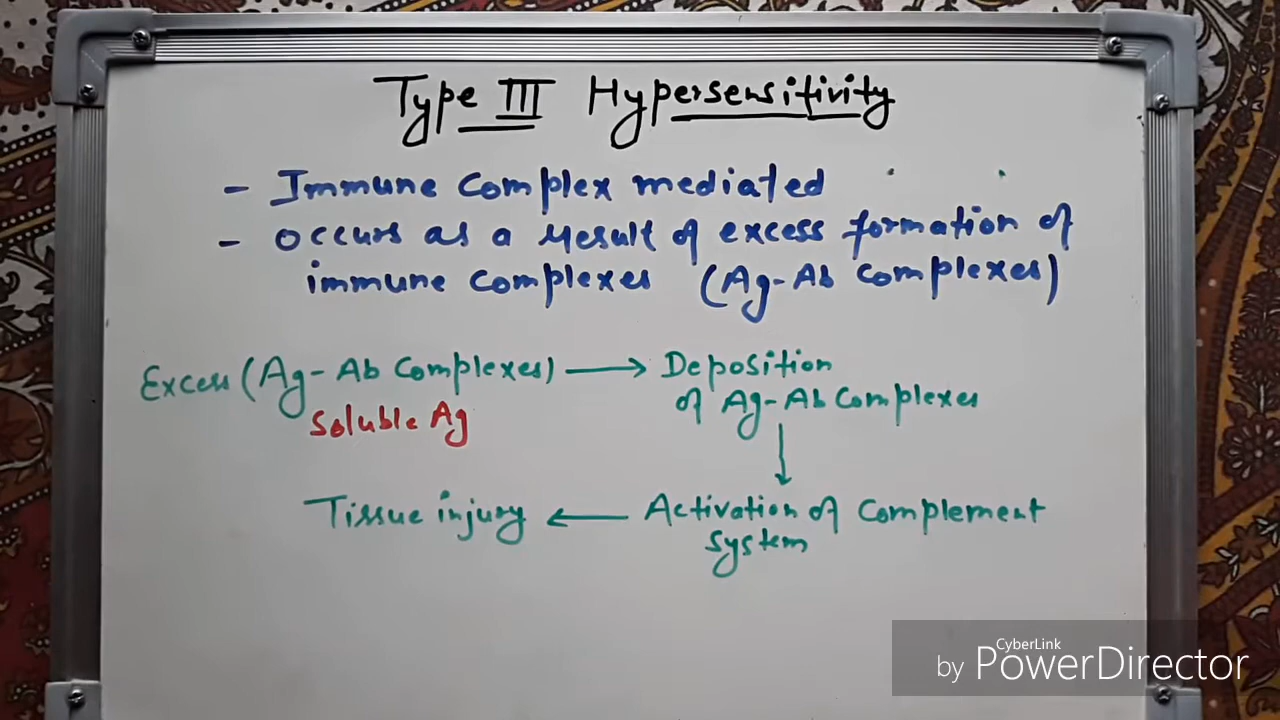 Type III Hypersensitivity
- Immune complex mediated
- Occurs as a result of excess formation of
immune complexes (Ag-Ab complexes)
Excess (Ag-Ab Complexes) → Deposition
of Ag-Ab Complexes
Soluble Ag
↓
Tissue injury ← Activation of Complement
system
CyberLink
by PowerDirector